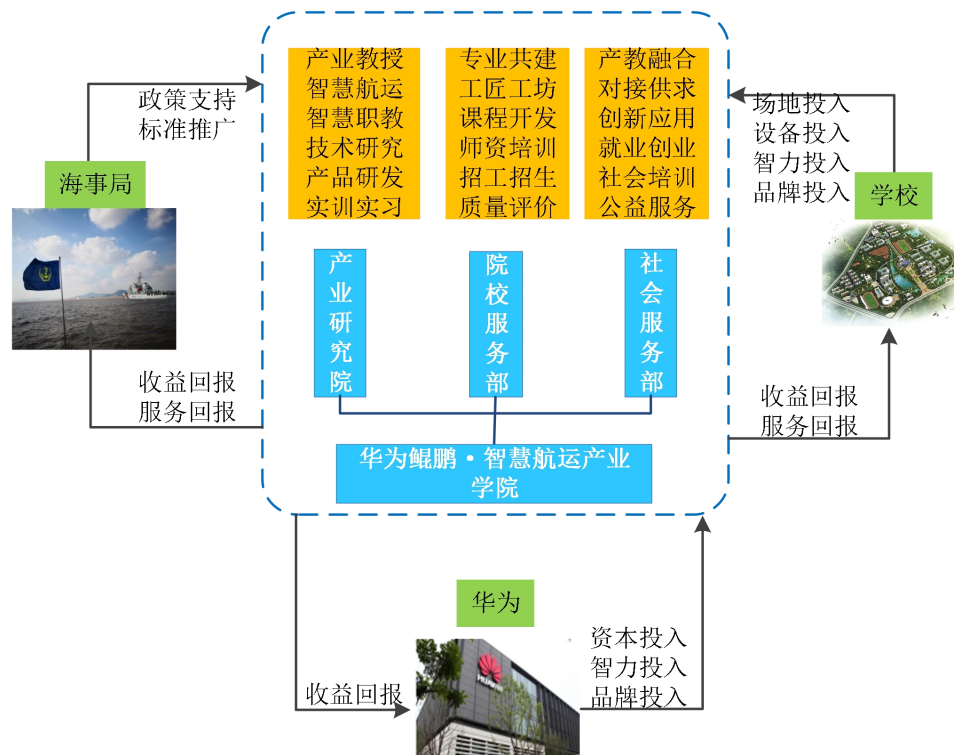 产业教授
智慧航运
智慧职教
技术研究
产品研发
实训实习
专业共建
工匠工坊
课程开发
师资培训
招工招生
质量评价
产教融合
对接供求
创新应用
就业创业
社会培训
公益服务
政策支持
标准推广
海事局
场地投入
设备投入
智力投入
品牌投入
学校
产业研究院
院校服务部
社会服务部
收益回报
服务回报
收益回报
服务回报
华为鲲鹏·智慧航运产业
学院
华为
收益回报
资本投入
智力投入
品牌投入